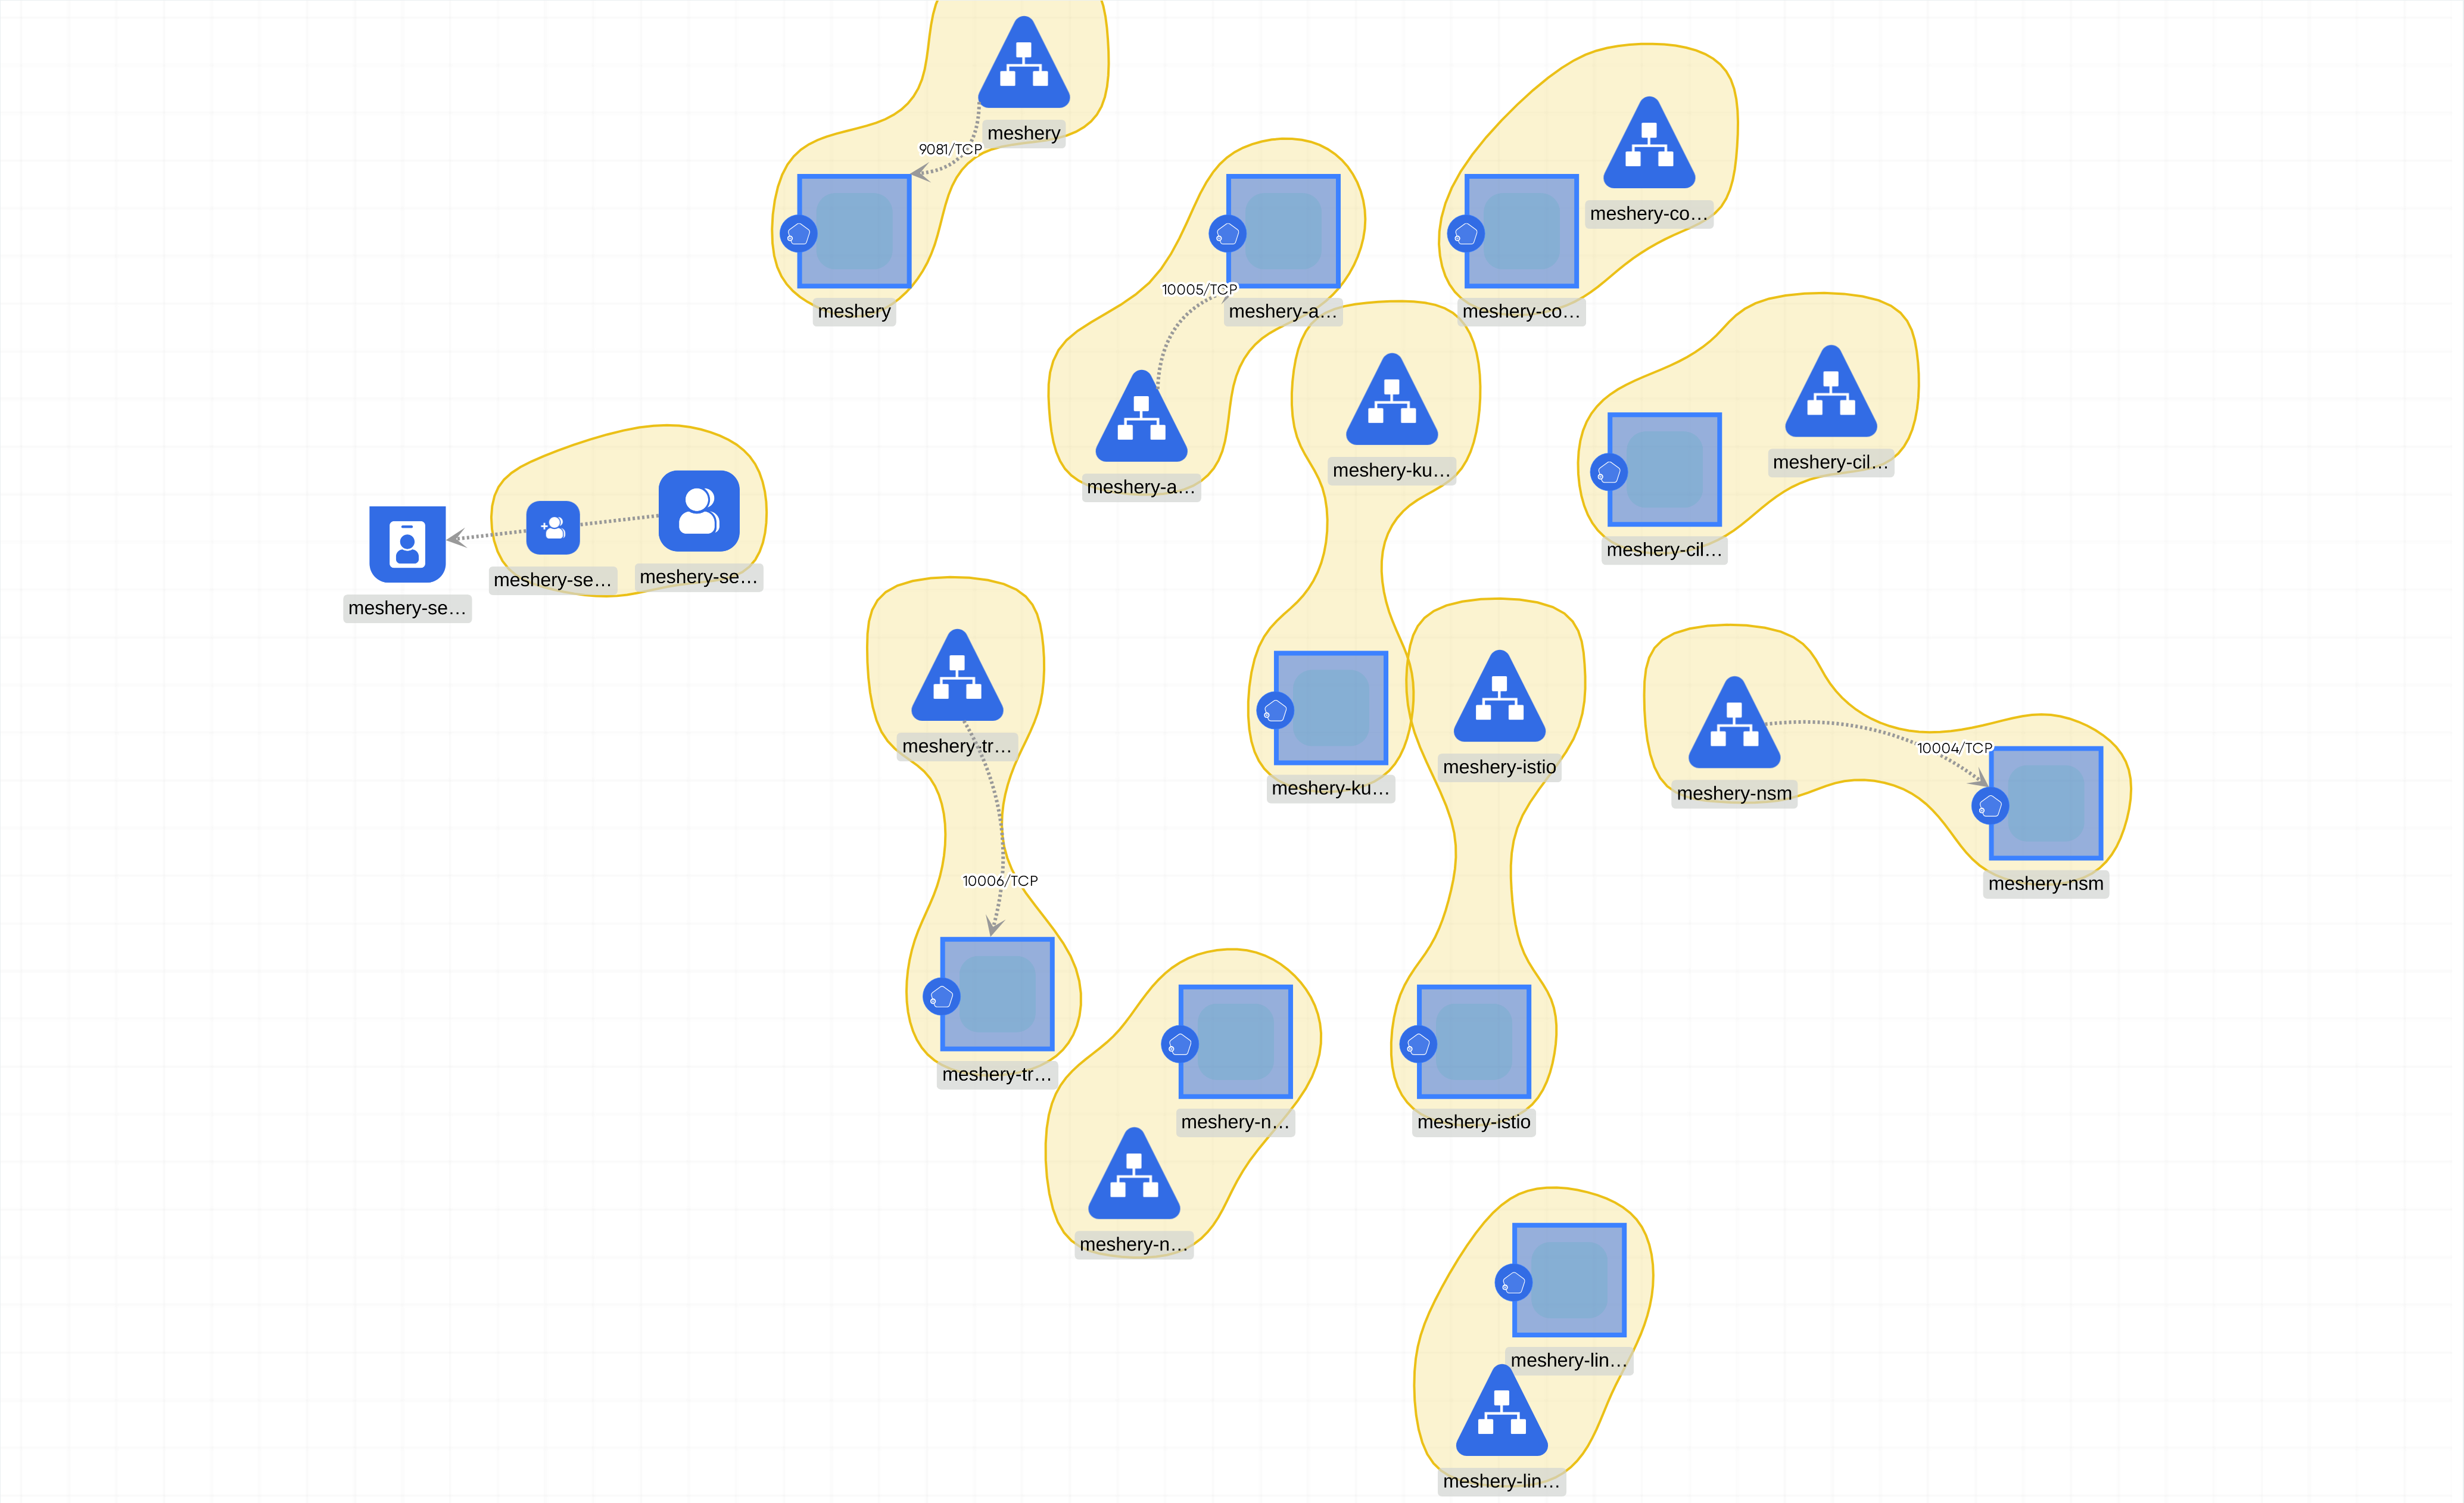 meshery
9081/TCP
meshery
meshery-co…
meshery-co…
10005/TCP
meshery-a…
meshery-a…
meshery-ku…
meshery-cil…
meshery-cil…
meshery-se…
meshery-se…
meshery-se…
meshery-tr…
10006/TCP
meshery-tr…
meshery-ku…
meshery-istio
meshery-istio
meshery-nsm
10004/TCP
meshery-nsm
meshery-n…
meshery-n…
meshery-lin…
meshery-lin…